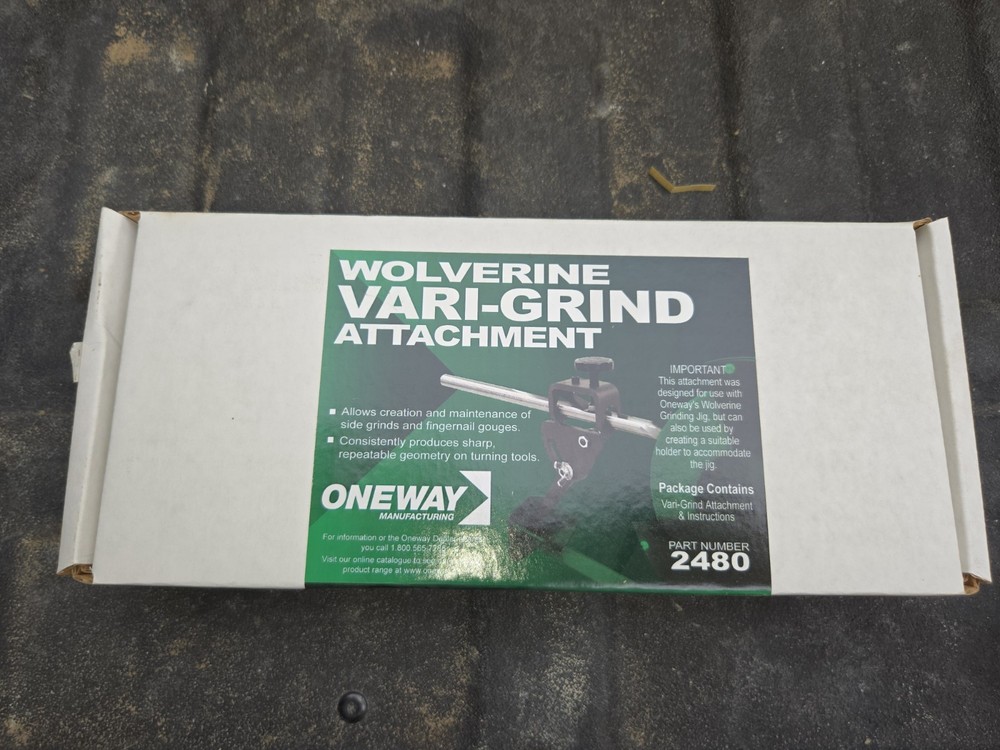 WOLVERINE
VARI-GRIND
ATTACHMENT
■ Allows creation and maintenance of
side grinds and fingernail gouges.
■ Consistently produces sharp,
repeatable geometry on turning tools.
ONEWAY
MANUFACTURING
For information or the Oneway
you call 1.800.565
Visit our online catalogue to see
product range at
IMPORTANT
This attachment was
designed for use with
Oneway's Wolverine
Grinding Jig, but can
also be used by
creating a suitable
holder to accommodate
the jig.
Package Contains
Vari-Grind Attachment
& Instructions
PART NUMBER
2480